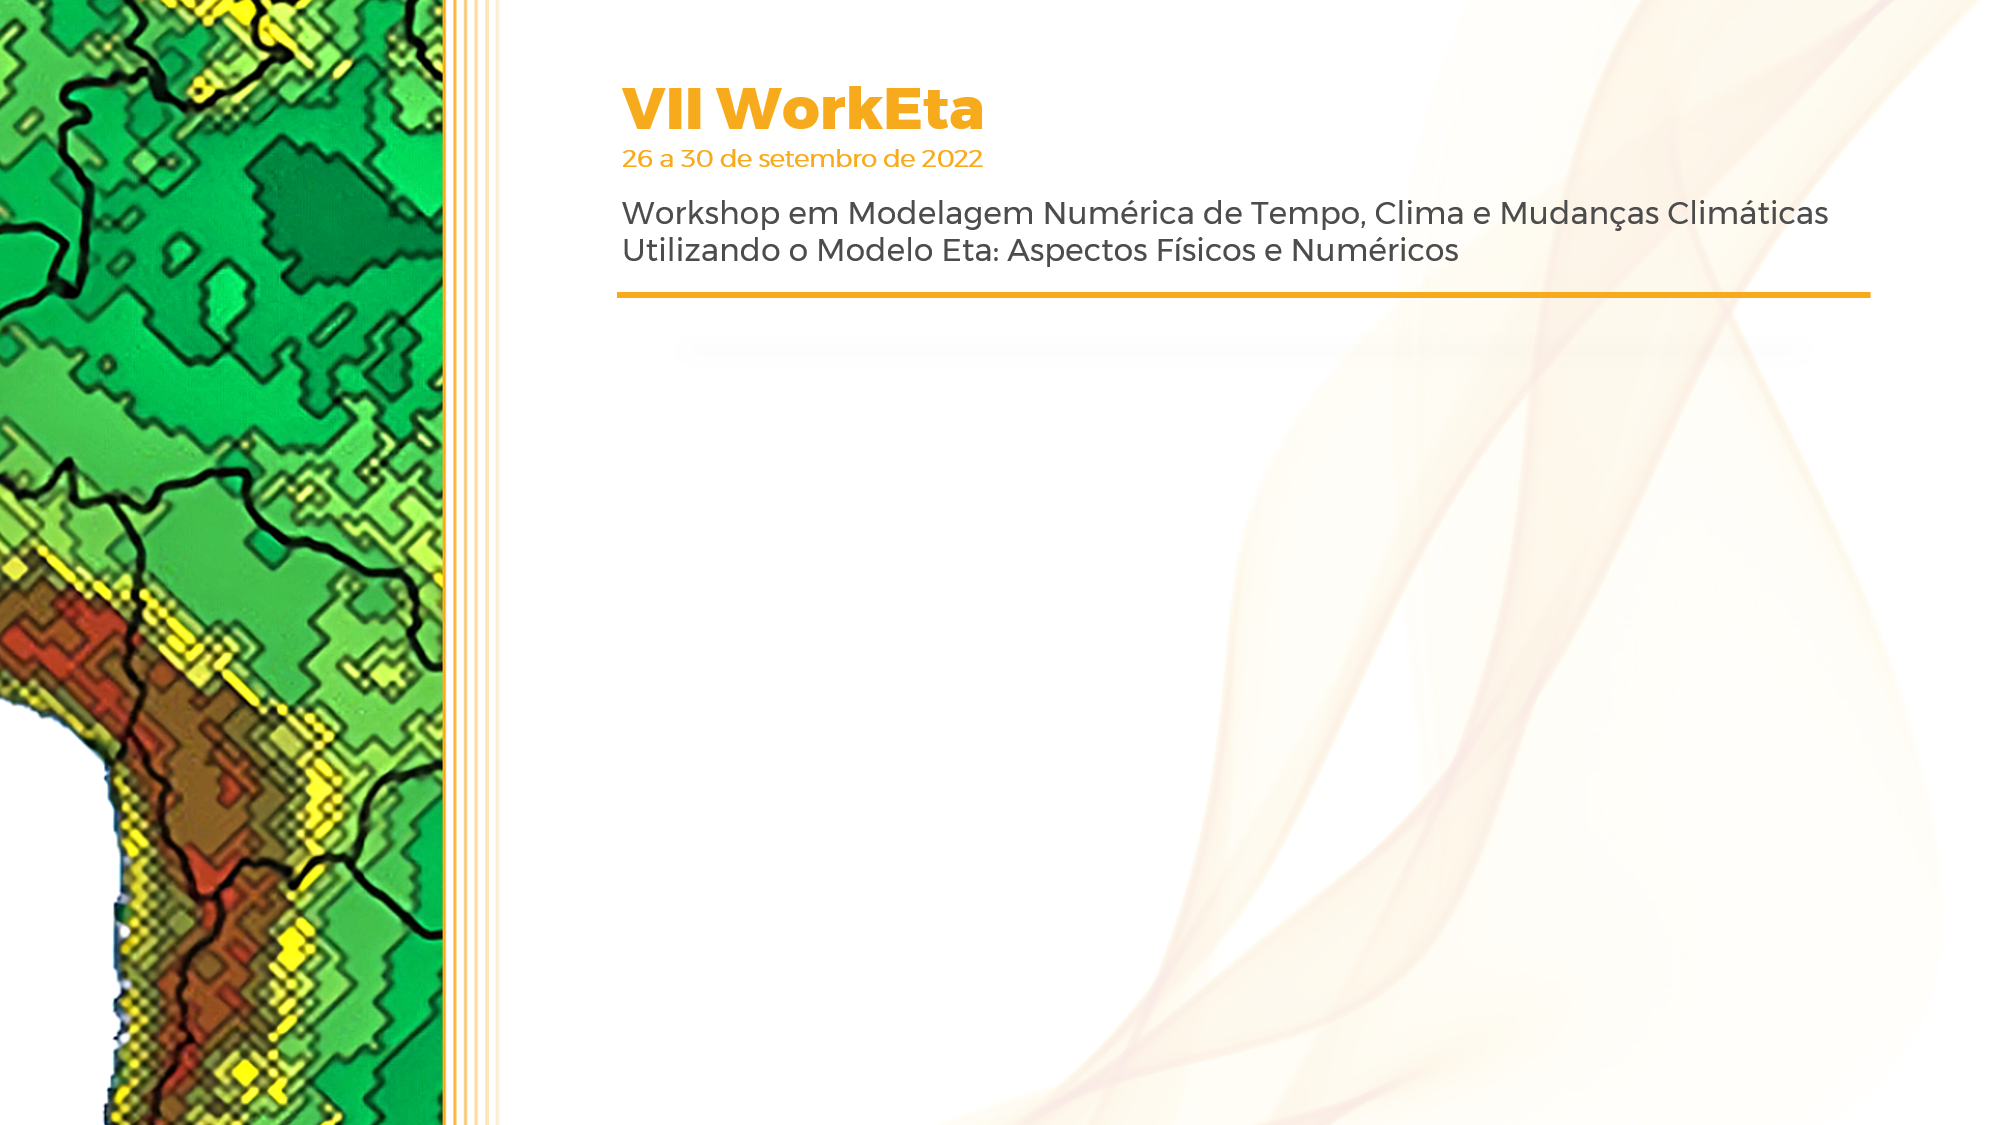 VII WorkEta
26 a 30 de setembro de 2022
Workshop em Modelagem Numérica de Tempo, Clima e Mudanças Climáticas
Utilizando o Modelo Eta: Aspectos Físicos e Numéricos